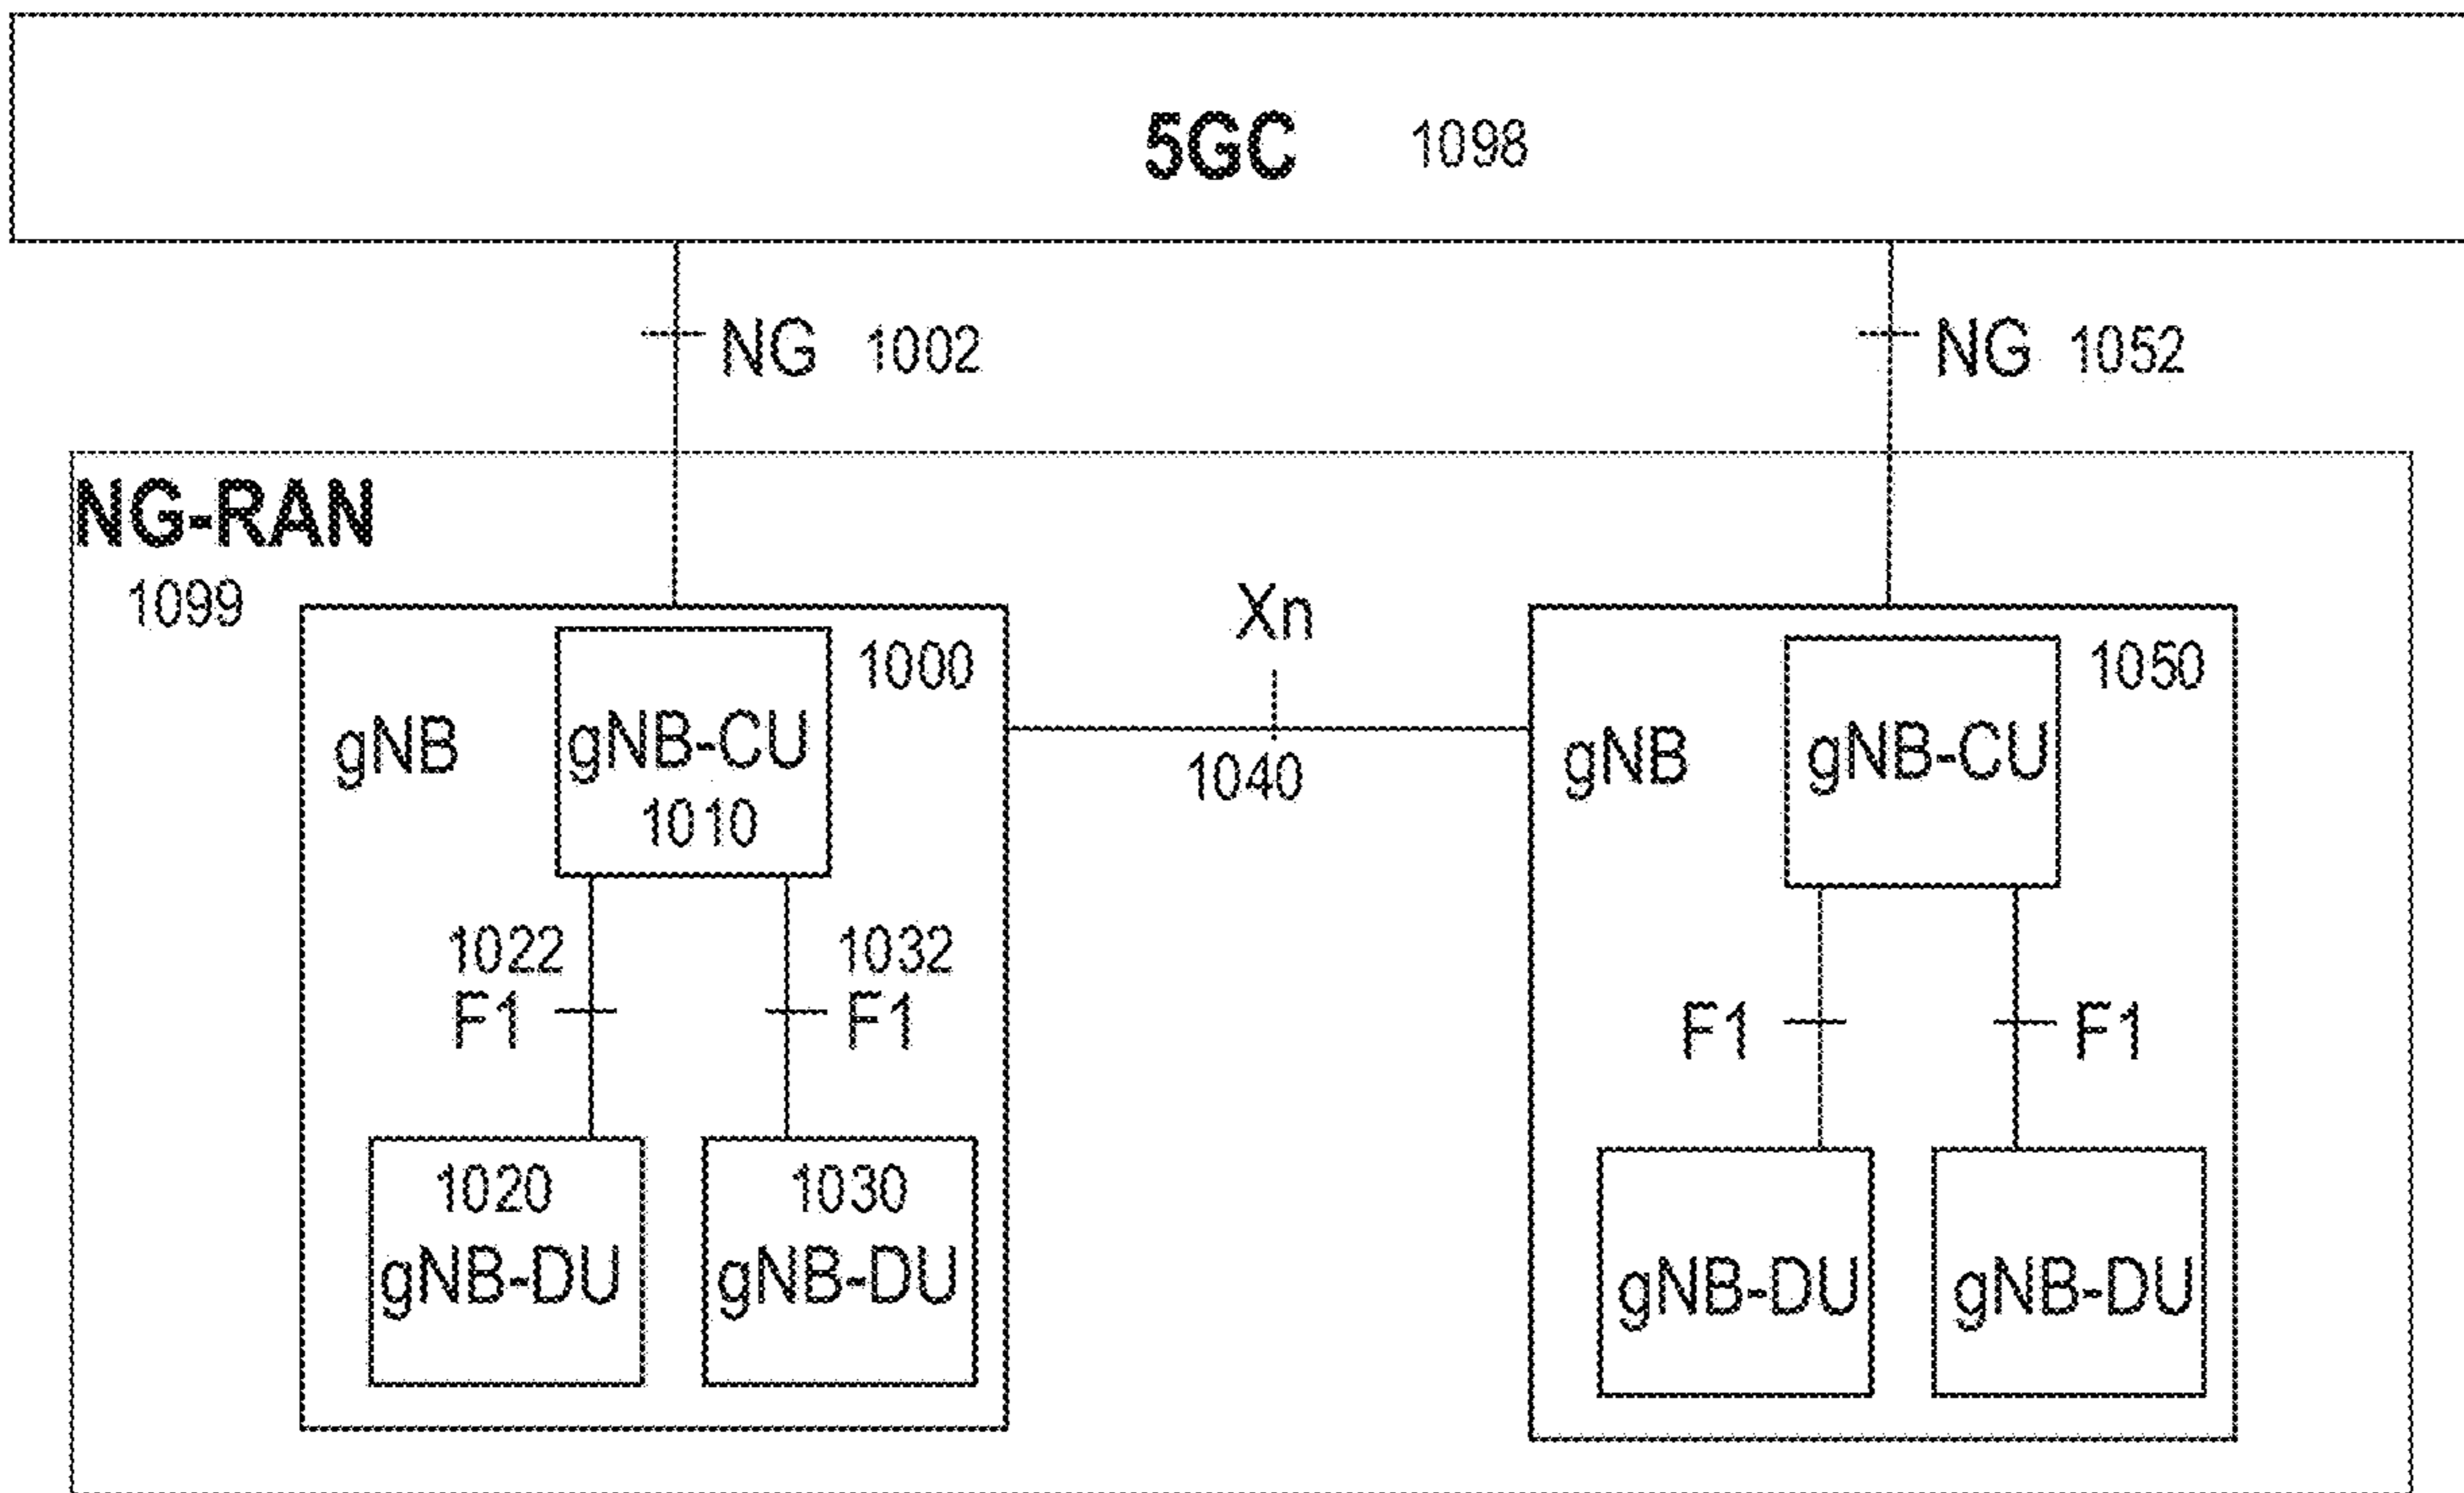 5GC 1098
NG 1002
NG 1052
NG-RAN
1099
Xn
1040
1000
gNB
gNB-CU
1010
1022
F1
1032
F1
1020
gNB-DU
1030
gNB-DU
1050
gNB
gNB-CU
F1
F1
gNB-DU
gNB-DU